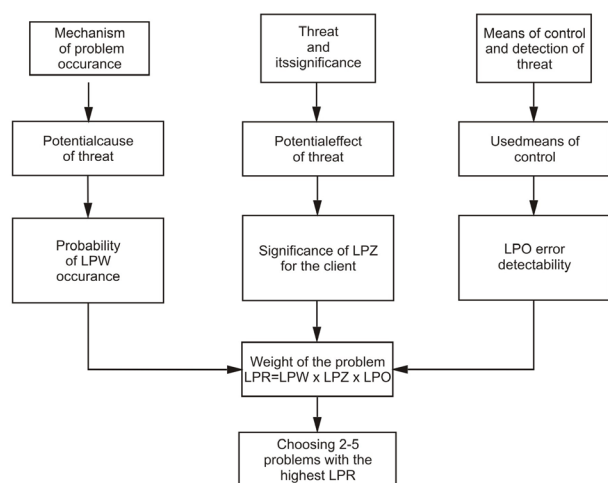 Mechanism
of problem
occurance
Threat
and
itssignificance
Means of control
and detection of
threat
Potentialcause
of threat
Potentialeffect
of threat
Usedmeans of
control
Probability
of LPW
occurance
Significance of LPZ
for the client
LPO error
detectability
Weight of the problem
LPR=LPW x LPZ x LPO
Choosing 2-5
problems with the
highest LPR